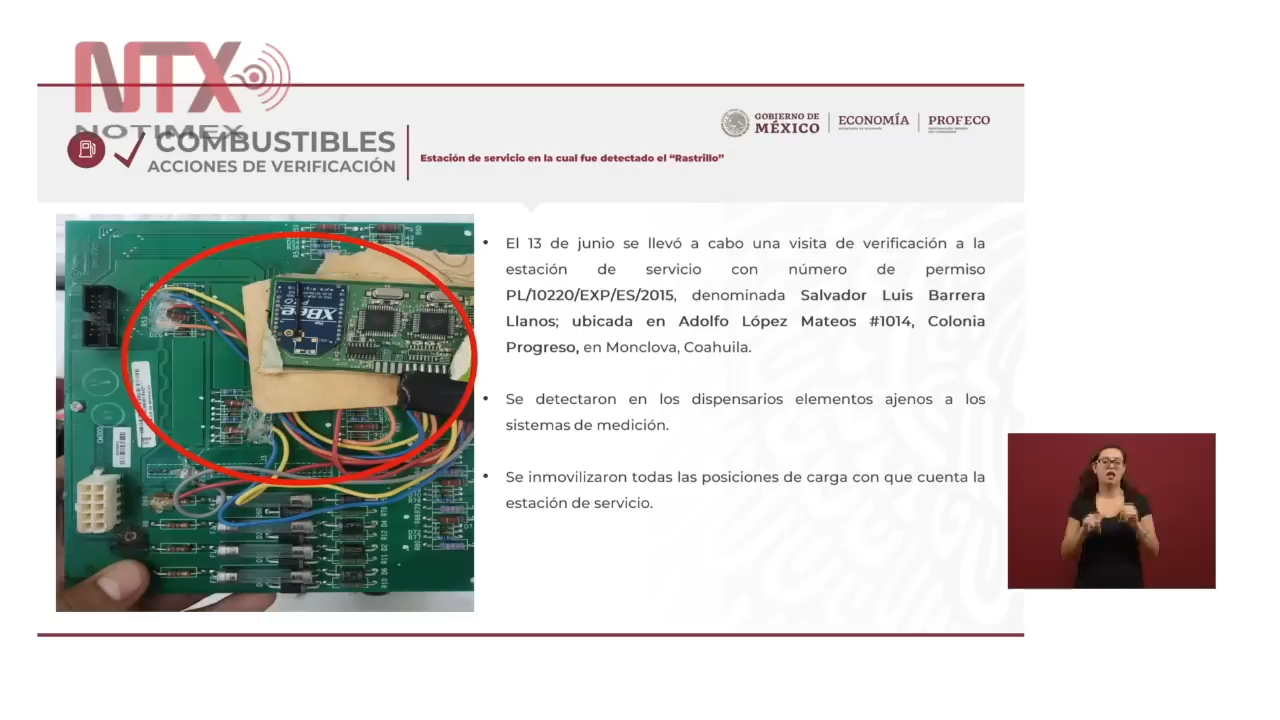 NTX
NOTIMEX
COMBUSTIBLES
ACCIONES DE VERIFICACIÓN
Estación de servicio en la cual fue detectado el “Rastrillo”
GOBIERNO DE
MÉXICO
ECONOMÍA
PROFECO
• El 13 de junio se llevó a cabo una visita de verificación a la
estación de servicio con número de permiso
PL/10220/EXP/ES/2015, denominada Salvador Luis Barrera
Llanos; ubicada en Adolfo López Mateos #1014, Colonia
Progreso, en Monclova, Coahuila.
• Se detectaron en los dispensarios elementos ajenos a los
sistemas de medición.
• Se inmovilizaron todas las posiciones de carga con que cuenta la
estación de servicio.
XBee